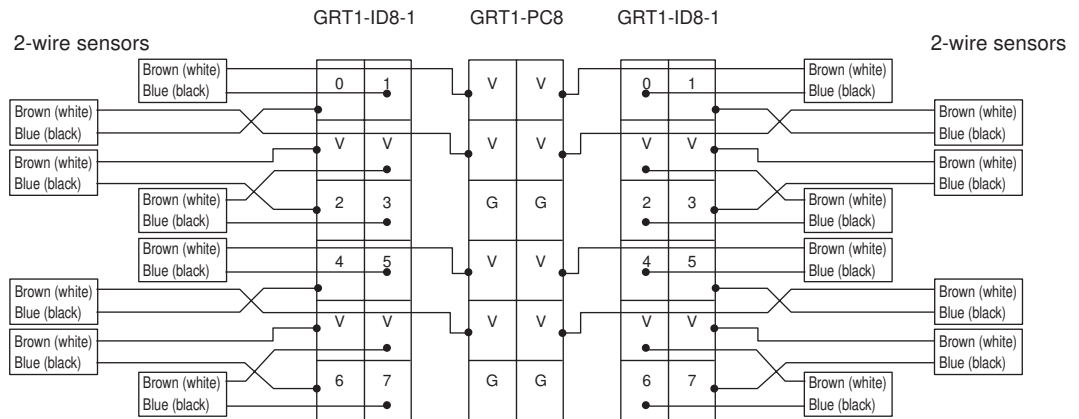 GRT1-ID8-1 GRT1-PC8 GRT1-ID8-1
2-wire sensors 2-wire sensors
Brown (white) Brown (white)
Blue (black) 0 1 V V 0 1 Blue (black)
Brown (white) Brown (white)
Blue (black) Blue (black)
V V V V V V
Brown (white) Brown (white)
Blue (black) Blue (black)
Brown (white) 2 3 G G 2 3 Brown (white)
Blue (black) Blue (black)
Brown (white) Brown (white)
Blue (black) 4 5 V V 4 5 Blue (black)
Brown (white) Brown (white)
Blue (black) Blue (black)
V V V V V V
Brown (white) Brown (white)
Blue (black) Blue (black)
Brown (white) 6 7 G G 6 7 Brown (white)
Blue (black) Blue (black)